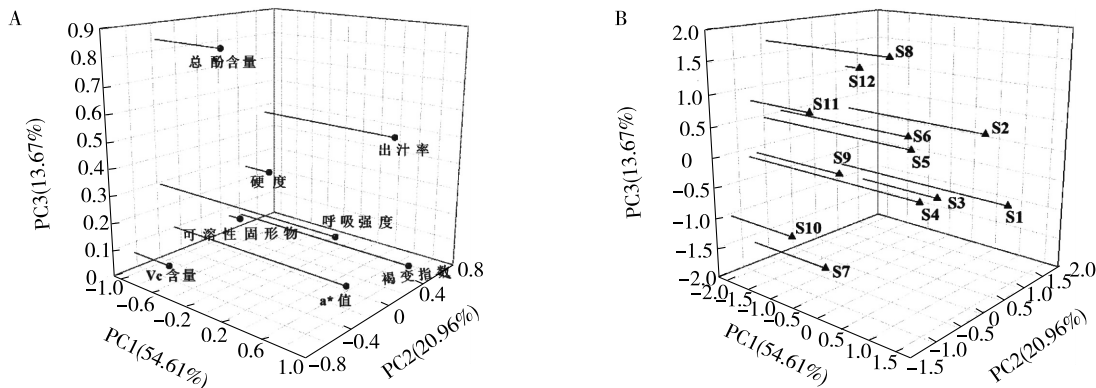 A
0.9
0.8
0.7
0.6
0.5
0.4
0.3
0.2
0.1
0
PC3(13.67%)
总酚含量
出汁率
硬度
呼吸强度
可溶性固形物
Vc含量
褐变指数
a*值
-1.0
-0.6
-0.2
0.2
0.6
1.0
PC1(54.61%)
-0.8
-0.4
0
0.4
0.8
PC2(20.96%)
B
2.0
1.5
1.0
0.5
0
-0.5
-1.0
-1.5
-2.0
PC3(13.67%)
S8
S12
S11
S6
S2
S5
S9
S3
S4
S1
S10
S7
-2.0
-1.5
-1.0
-0.5
0
0.5
1.0
1.5
PC1(54.61%)
-1.5
-1.0
-0.5
0
0.5
1.0
1.5
2.0
PC2(20.96%)